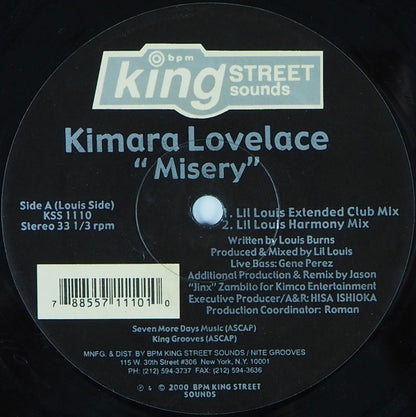 bpm
king STREET
sounds
Kimara Lovelace
"Misery"
Side A (Louis Side)
KSS 1110
Stereo 33 1/3 rpm
1. Lil Louis Extended Club Mix
2. Lil Louis Harmony Mix
Written by Louis Burns
Produced & Mixed by Lil Louis
Live Bass: Gene Perez
Additional Production & Remix by Jason
"Jinx" Zambito for Kimco Entertainment
Executive Producer/A&R: HISA ISHIOKA
Production Coordinator: Roman
7 88557 11101 0
Seven More Days Music (ASCAP)
King Grooves (ASCAP)
MNFG. & DIST. BY BPM KING STREET SOUNDS / NITE GROOVES
115 W. 30th Street #306 New York, N.Y. 10001
PH: (212) 594-3737 FAX: (212) 594-3636
℗ & © 2000 BPM KING STREET
SOUNDS